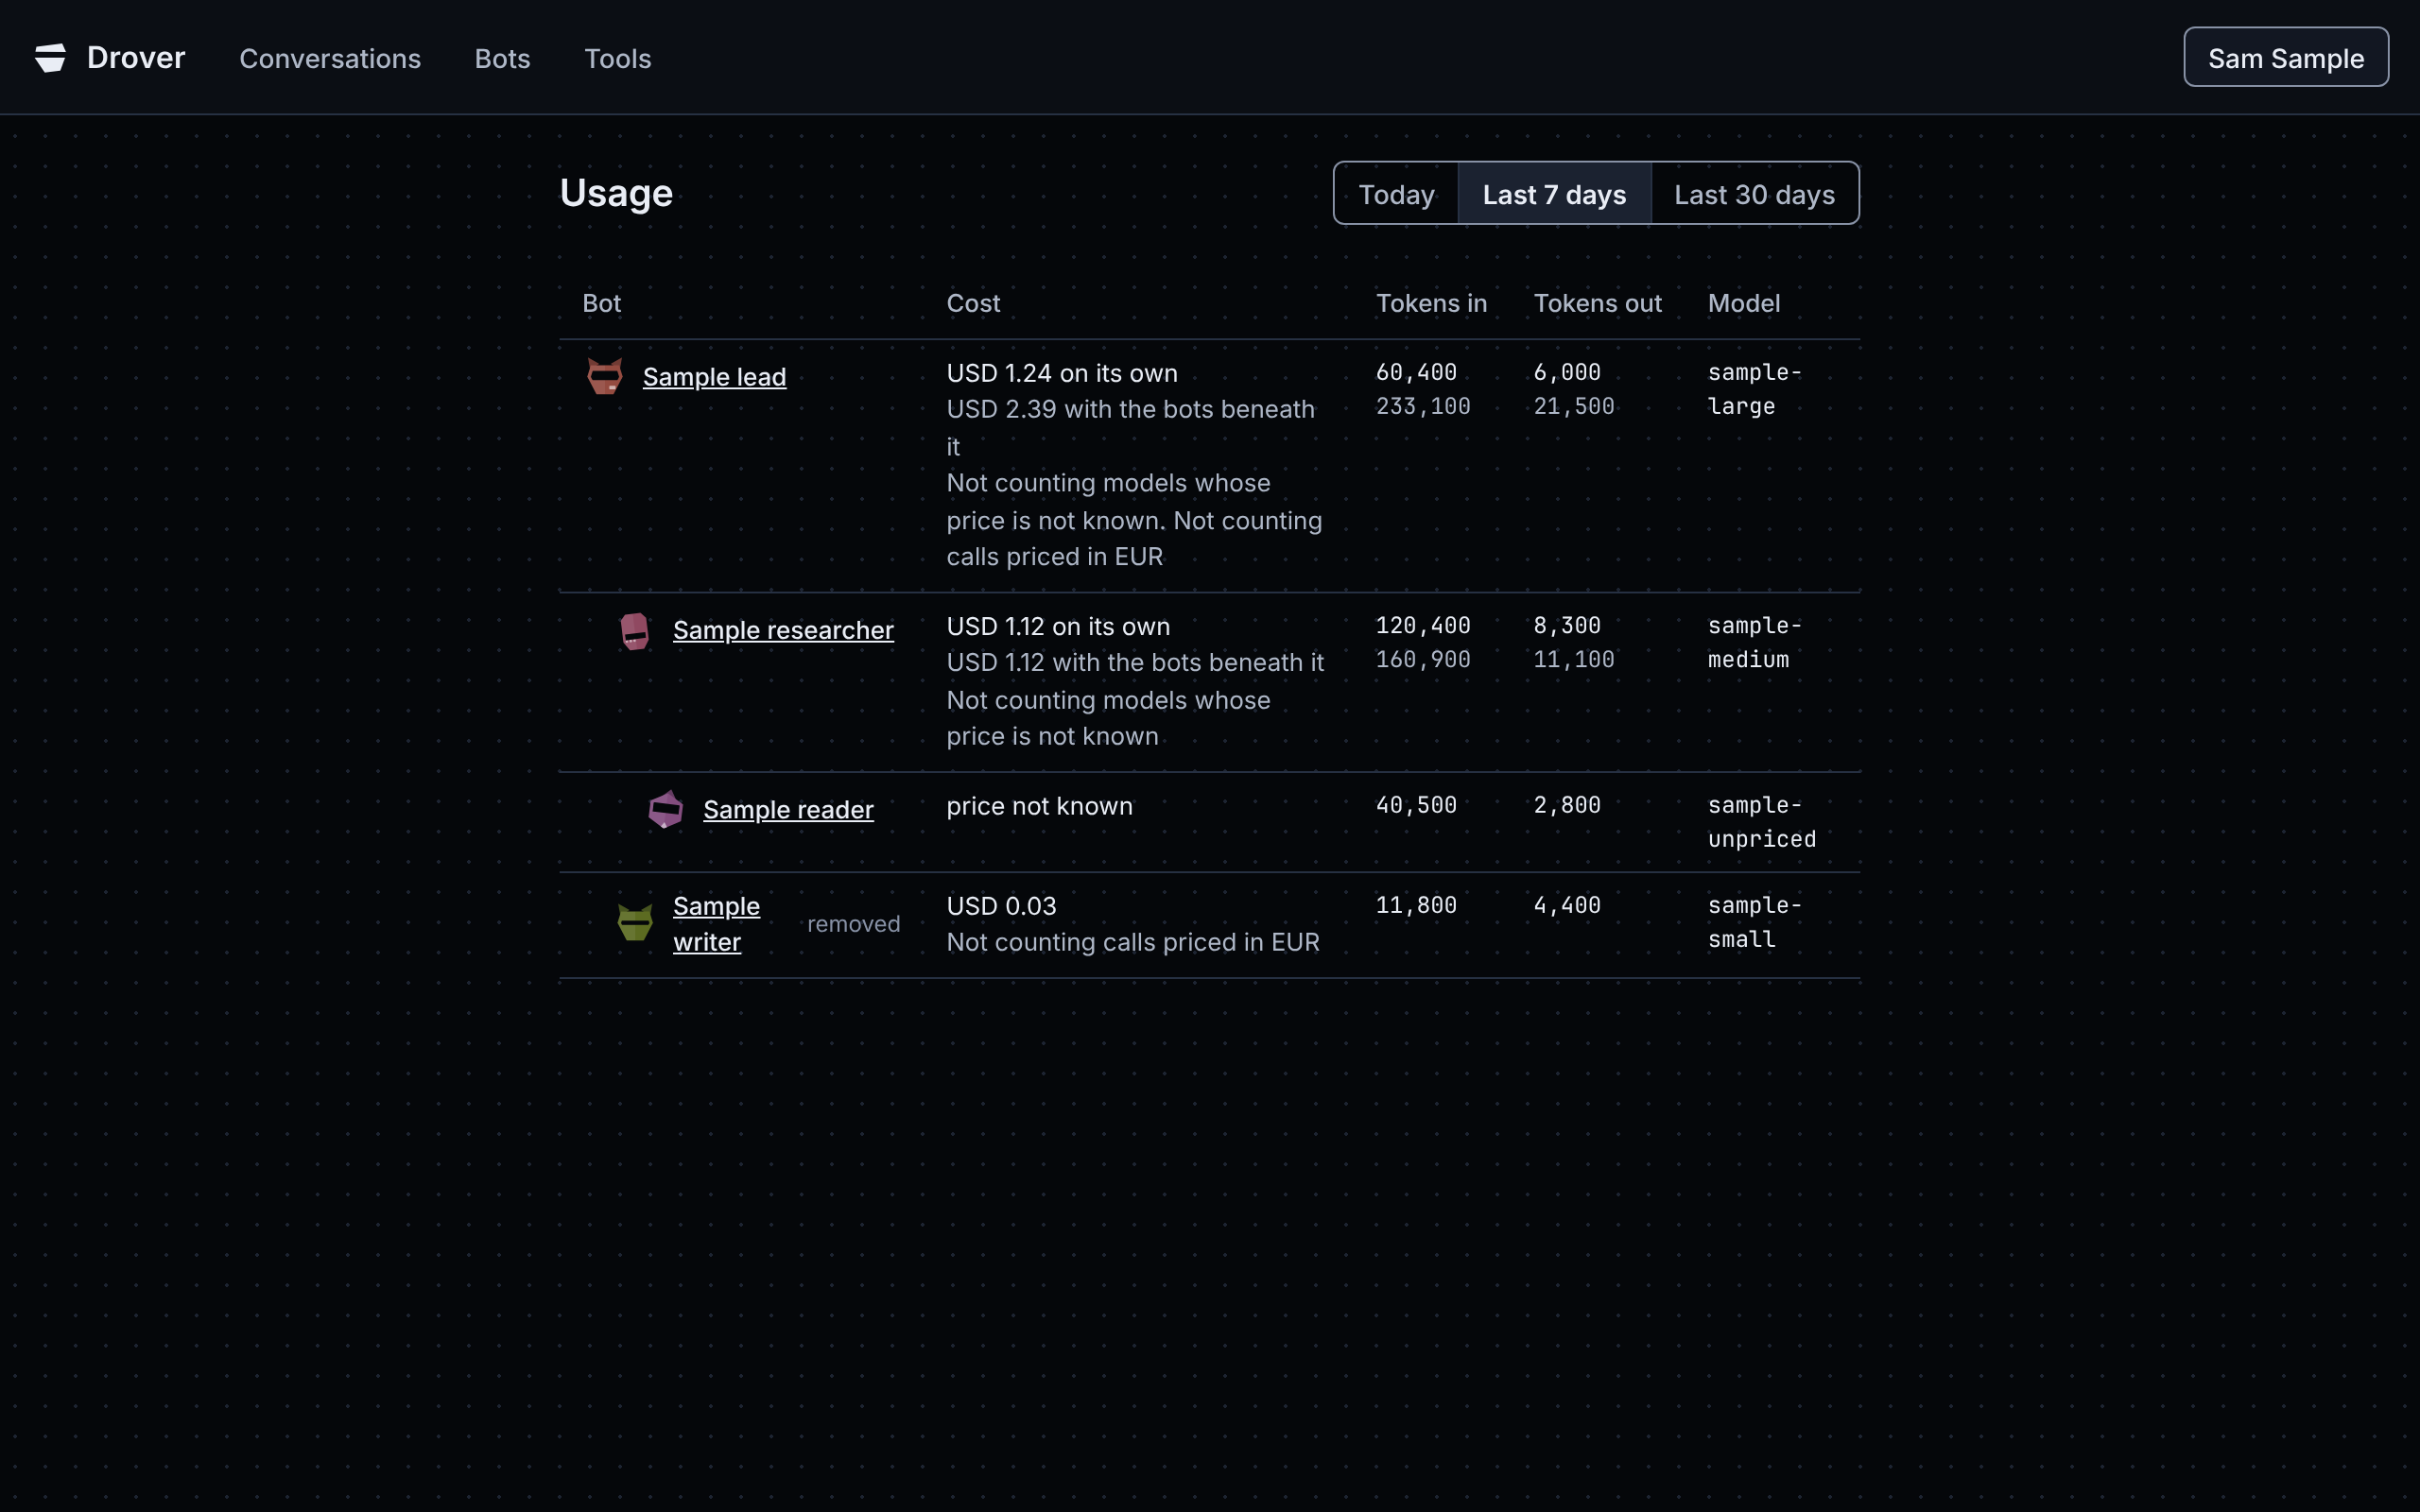 Drover Conversations Bots Tools Sam Sample
Usage Today Last 7 days Last 30 days
Bot Cost Tokens in Tokens out Model
Sample lead USD 1.24 on its own 60,400 6,000 sample-
USD 2.39 with the bots beneath 233,100 21,500 large
it
Not counting models whose
price is not known. Not counting
calls priced in EUR
Sample researcher USD 1.12 on its own 120,400 8,300 sample-
USD 1.12 with the bots beneath it 160,900 11,100 medium
Not counting models whose
price is not known
Sample reader price not known 40,500 2,800 sample-
unpriced
Sample USD 0.03 11,800 4,400 sample-
writer removed Not counting calls priced in EUR small